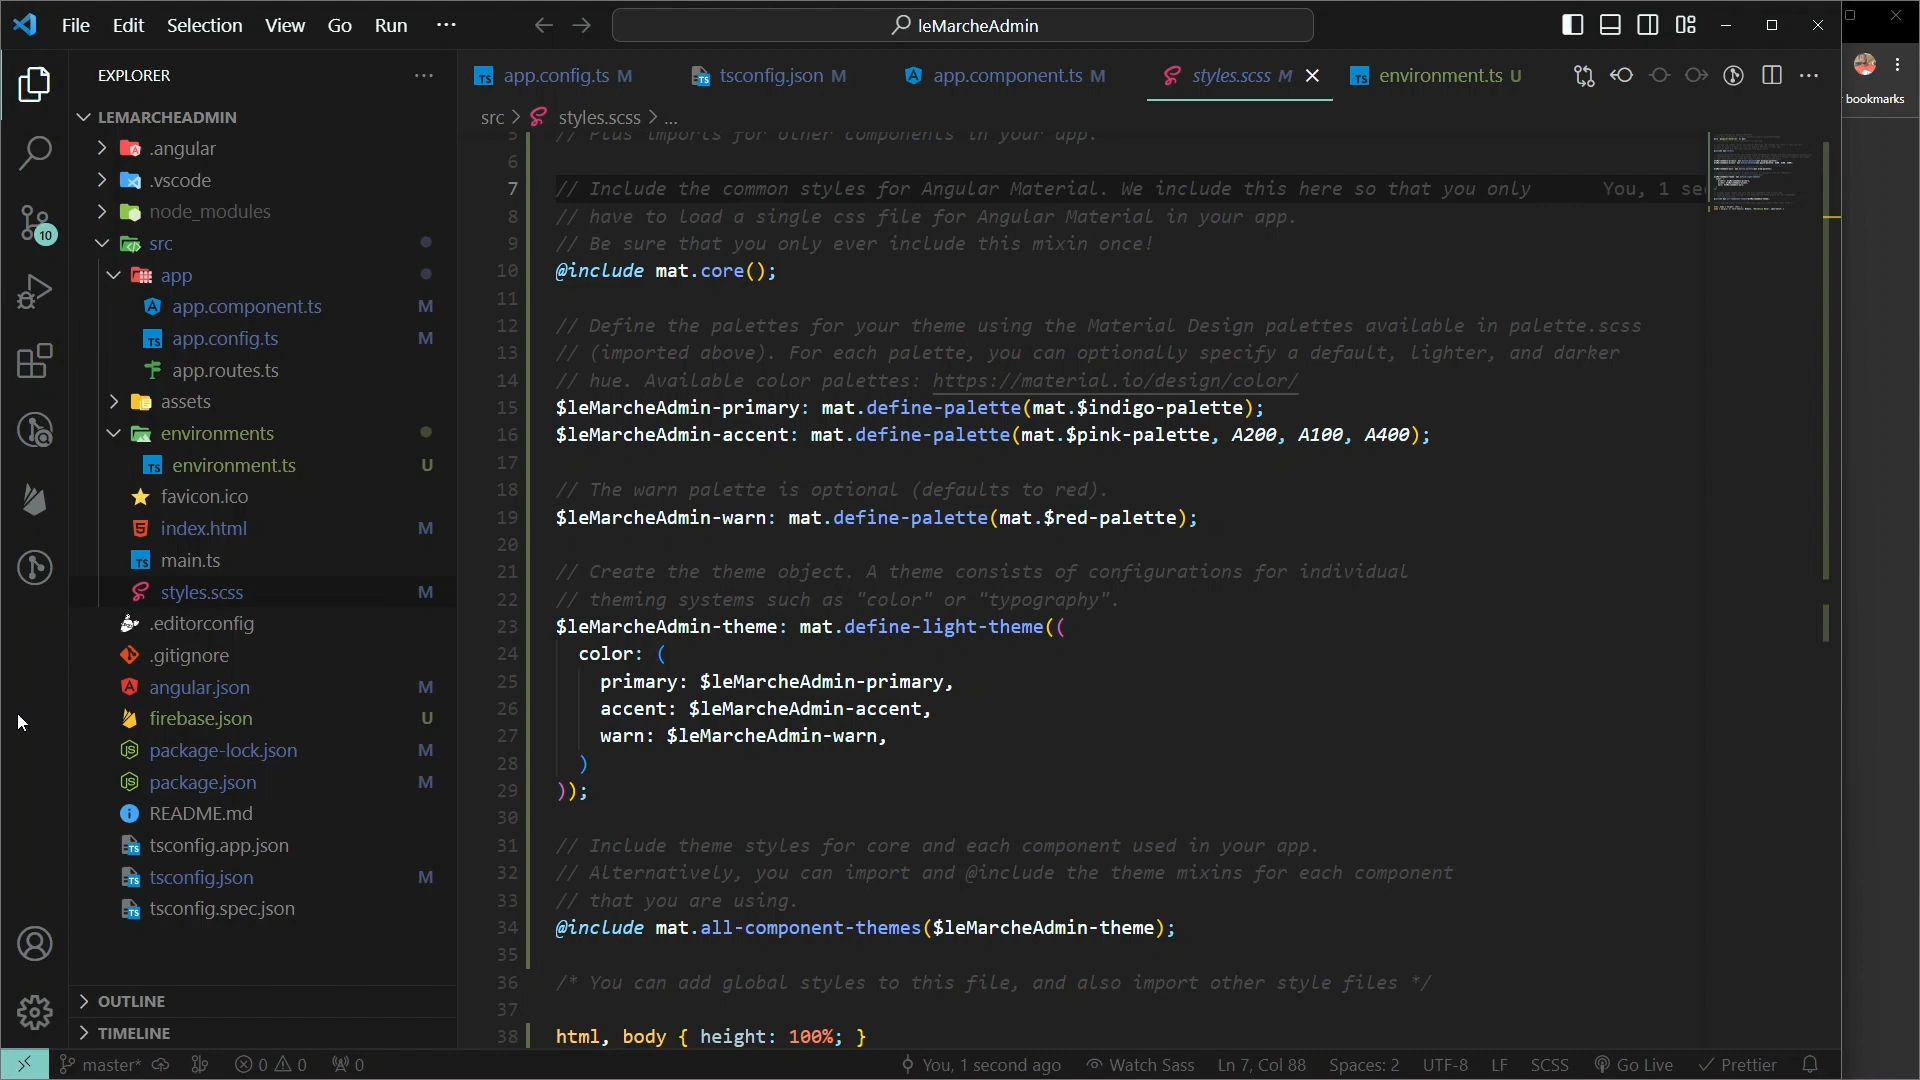 File Edit Selection View Go Run ···
leMarcheAdmin
EXPLORER
LEMARCHEADMIN
.angular
.vscode
node_modules
src
app
app.component.ts M
app.config.ts M
app.routes.ts
assets
environments
environment.ts U
favicon.ico
index.html M
main.ts
styles.scss M
.editorconfig
.gitignore
angular.json M
firebase.json U
package-lock.json M
package.json M
README.md
tsconfig.app.json
tsconfig.json M
tsconfig.spec.json
OUTLINE
TIMELINE
10
app.config.ts M tsconfig.json M app.component.ts M styles.scss M environment.ts U
src > styles.scss > ...
5 // Plus imports for other components in your app.
6
7 // Include the common styles for Angular Material. We include this here so that you only You, 1 sec
8 // have to load a single css file for Angular Material in your app.
9 // Be sure that you only ever include this mixin once!
10 @include mat.core();
11
12 // Define the palettes for your theme using the Material Design palettes available in palette.scss
13 // (imported above). For each palette, you can optionally specify a default, lighter, and darker
14 // hue. Available color palettes: https://material.io/design/color/
15 $leMarcheAdmin-primary: mat.define-palette(mat.$indigo-palette);
16 $leMarcheAdmin-accent: mat.define-palette(mat.$pink-palette, A200, A100, A400);
17
18 // The warn palette is optional (defaults to red).
19 $leMarcheAdmin-warn: mat.define-palette(mat.$red-palette);
20
21 // Create the theme object. A theme consists of configurations for individual
22 // theming systems such as "color" or "typography".
23 $leMarcheAdmin-theme: mat.define-light-theme((
24 color: (
25 primary: $leMarcheAdmin-primary,
26 accent: $leMarcheAdmin-accent,
27 warn: $leMarcheAdmin-warn,
28 )
29 ));
30
31 // Include theme styles for core and each component used in your app.
32 // Alternatively, you can import and @include the theme mixins for each component
33 // that you are using.
34 @include mat.all-component-themes($leMarcheAdmin-theme);
35
36 /* You can add global styles to this file, and also import other style files */
37
38 html, body { height: 100%; }
bookmarks
master* 0 0 0 You, 1 second ago Watch Sass Ln 7, Col 88 Spaces: 2 UTF-8 LF SCSS Go Live Prettier